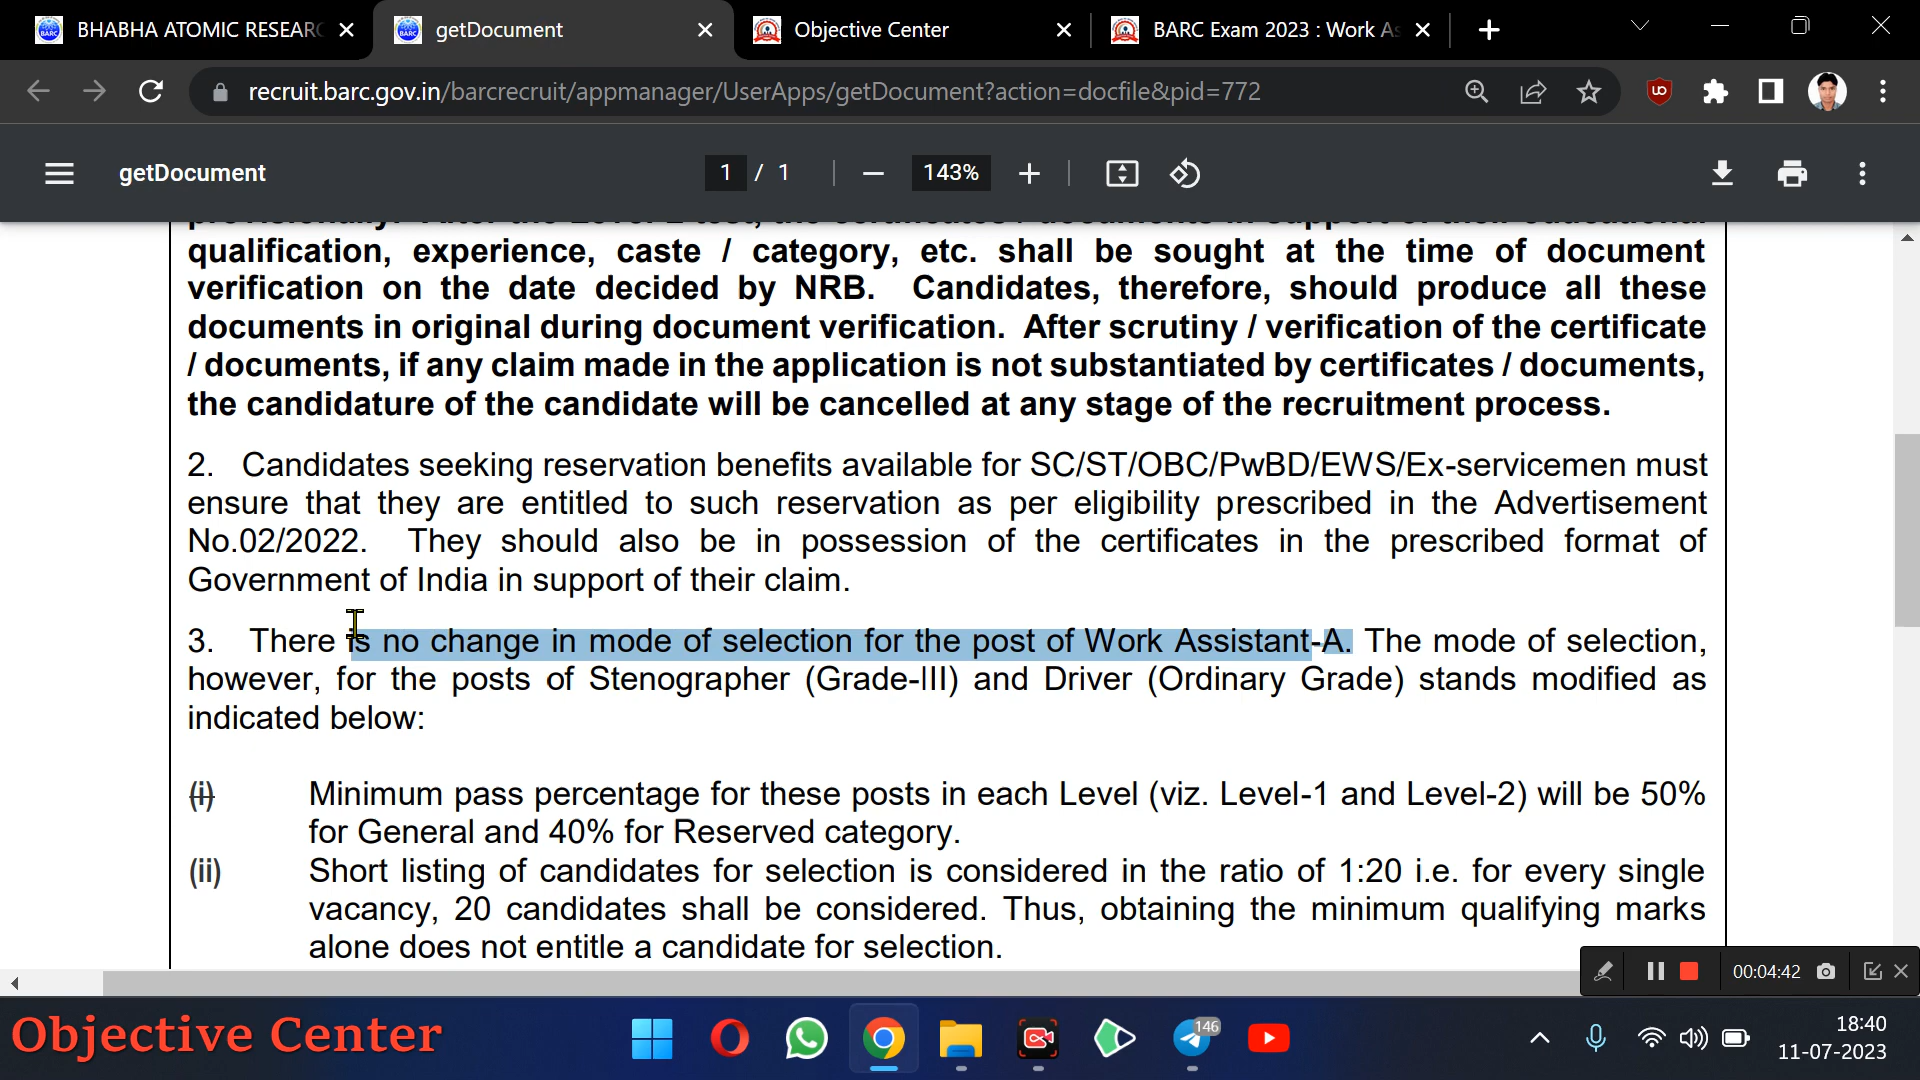 BHABHA ATOMIC RESEARC
getDocument
Objective Center
BARC Exam 2023 : Work As
recruit.barc.gov.in/barcrecruit/appmanager/UserApps/getDocument?action=docfile&pid=772
getDocument
1 / 1
143%
qualification, experience, caste / category, etc. shall be sought at the time of document
verification on the date decided by NRB. Candidates, therefore, should produce all these
documents in original during document verification. After scrutiny / verification of the certificate
/ documents, if any claim made in the application is not substantiated by certificates / documents,
the candidature of the candidate will be cancelled at any stage of the recruitment process.
2. Candidates seeking reservation benefits available for SC/ST/OBC/PwBD/EWS/Ex-servicemen must
ensure that they are entitled to such reservation as per eligibility prescribed in the Advertisement
No.02/2022. They should also be in possession of the certificates in the prescribed format of
Government of India in support of their claim.
3. There is no change in mode of selection for the post of Work Assistant-A. The mode of selection,
however, for the posts of Stenographer (Grade-III) and Driver (Ordinary Grade) stands modified as
indicated below:
(i) Minimum pass percentage for these posts in each Level (viz. Level-1 and Level-2) will be 50%
for General and 40% for Reserved category.
(ii) Short listing of candidates for selection is considered in the ratio of 1:20 i.e. for every single
vacancy, 20 candidates shall be considered. Thus, obtaining the minimum qualifying marks
alone does not entitle a candidate for selection.
00:04:42
Objective Center
146
18:40
11-07-2023